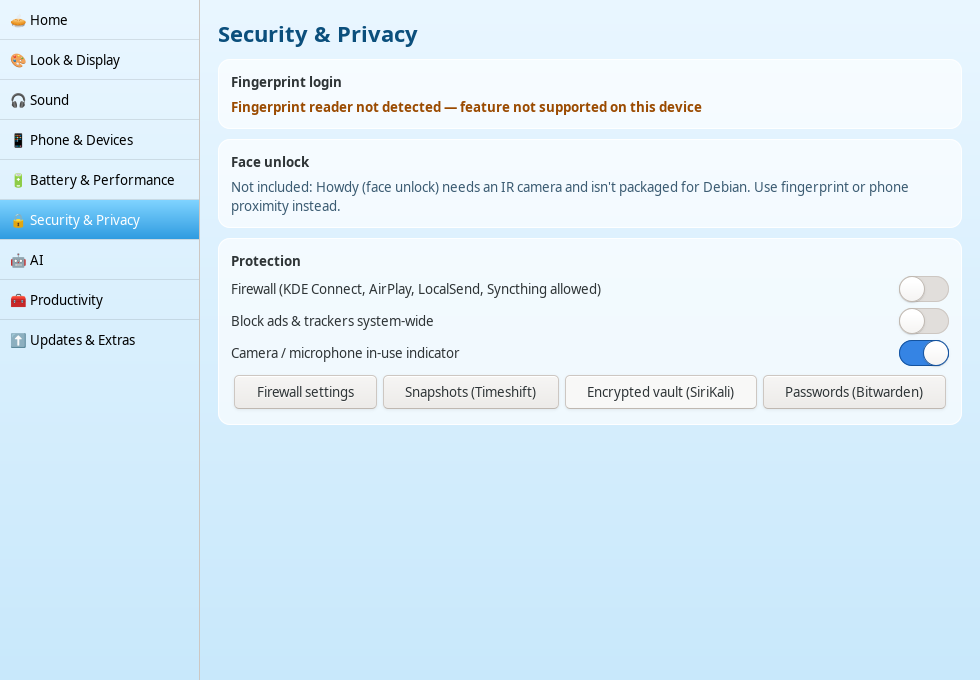 Home
Look & Display
Sound
Phone & Devices
Battery & Performance
Security & Privacy
AI
Productivity
Updates & Extras
Security & Privacy
Fingerprint login
Fingerprint reader not detected — feature not supported on this device
Face unlock
Not included: Howdy (face unlock) needs an IR camera and isn't packaged for Debian. Use fingerprint or phone
proximity instead.
Protection
Firewall (KDE Connect, AirPlay, LocalSend, Syncthing allowed)
Block ads & trackers system-wide
Camera / microphone in-use indicator
Firewall settings
Snapshots (Timeshift)
Encrypted vault (SiriKali)
Passwords (Bitwarden)